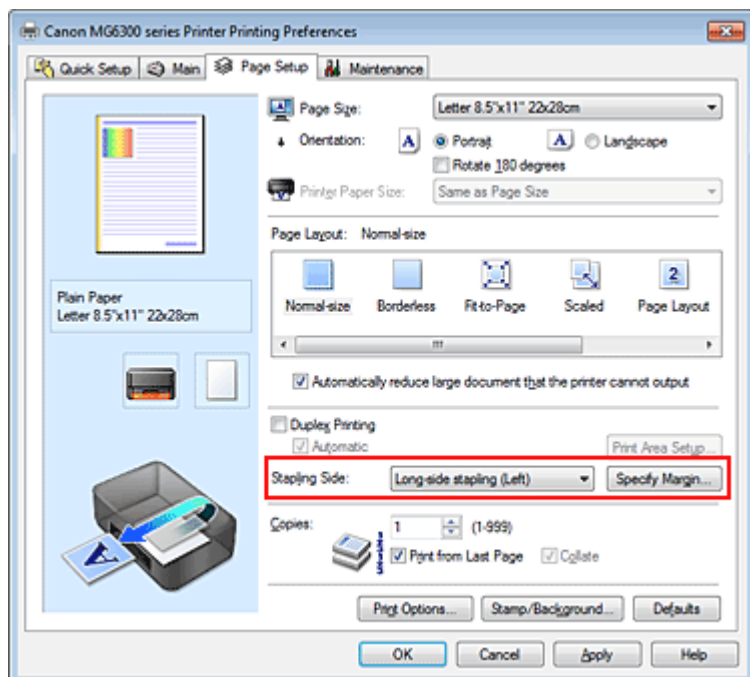 Canon MG6300 series Printer Printing Preferences
Quick Setup Main Page Setup Maintenance
Page Size: Letter 8.5"x11" 22x28cm
Orientation: A Portrait A Landscape
Rotate 180 degrees
Printer Paper Size: Same as Page Size
Page Layout: Normal-size
2
Normal-size Borderless Fit-to-Page Scaled Page Layout
Plain Paper
Letter 8.5"x11" 22x28cm
Automatically reduce large document that the printer cannot output
Duplex Printing
Automatic Print Area Setup...
Stapling Side: Long-side stapling (Left) Specify Margin...
Copies: 1 (1-999)
Print from Last Page Collate
A
Print Options... Stamp/Background... Defaults
OK Cancel Apply Help